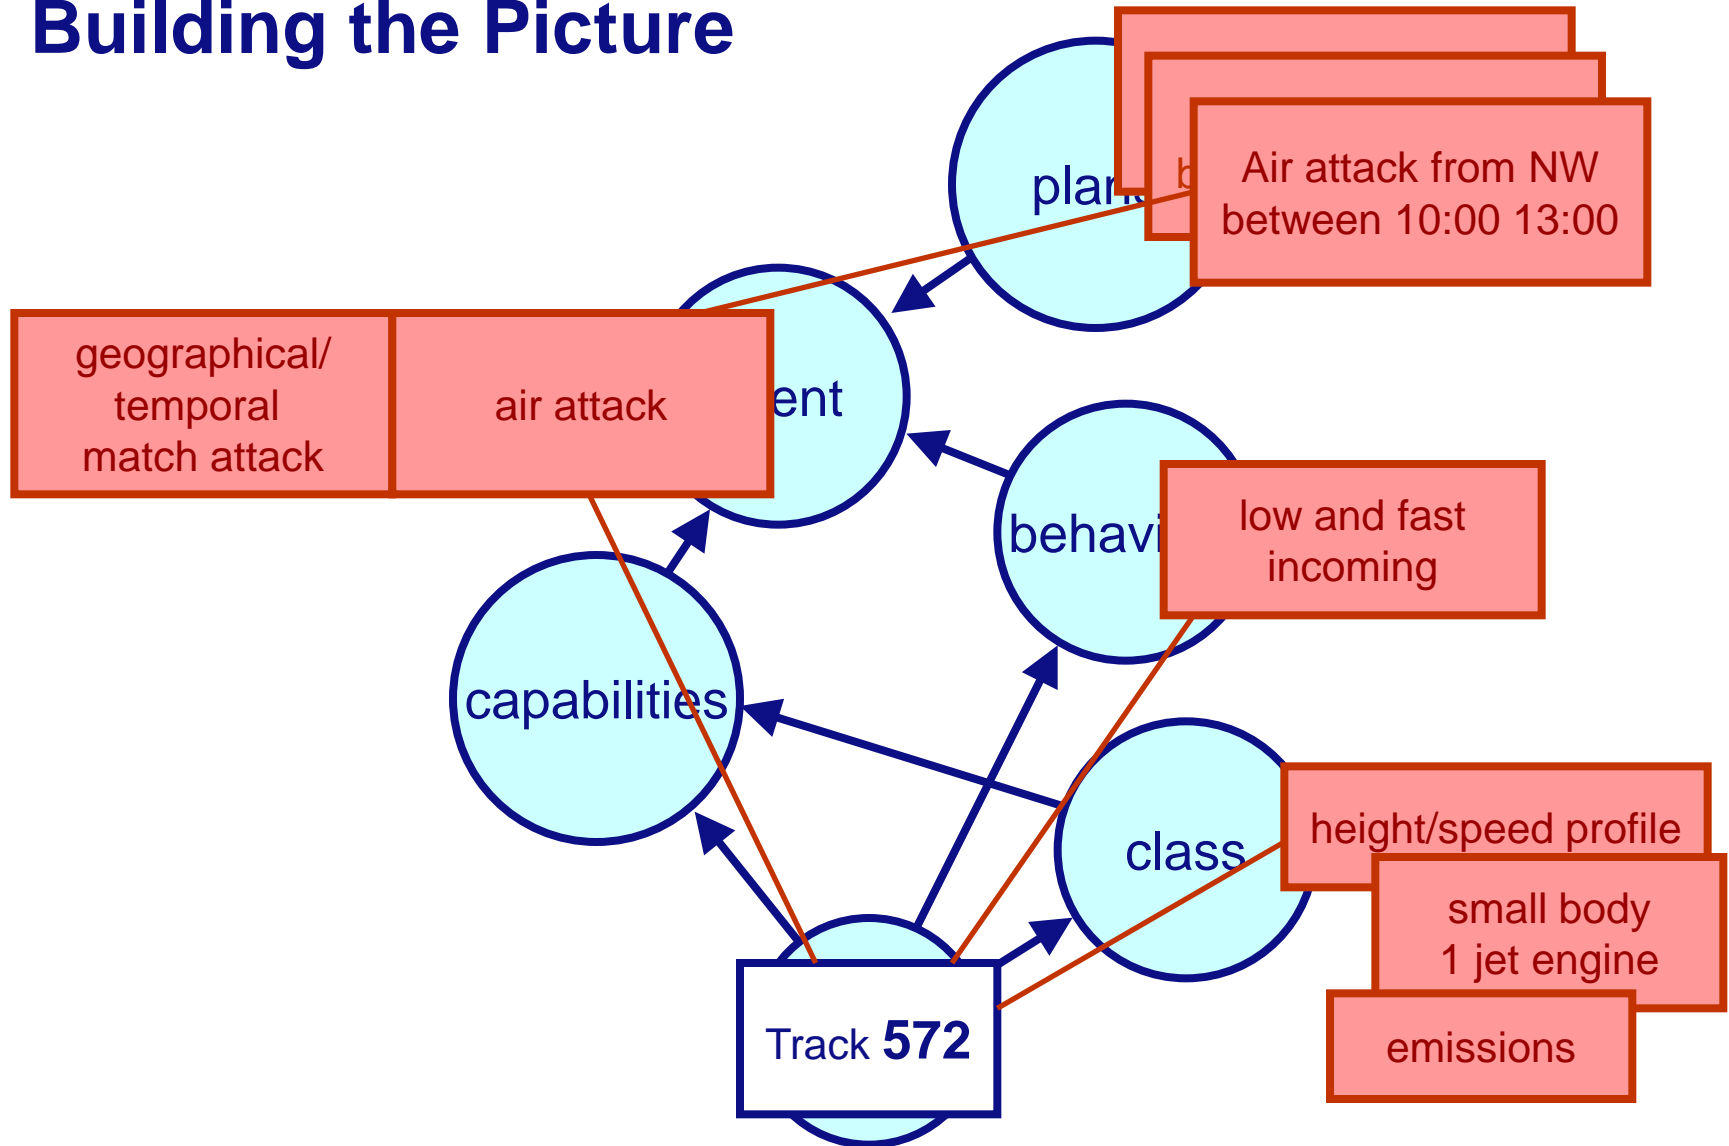 Building the Picture
Air attack from NW
between 10:00 13:00
geographical/
temporal
match attack
air attack
low and fast
incoming
capabilities
class
height/speed profile
small body
1 jet engine
emissions
Track 572